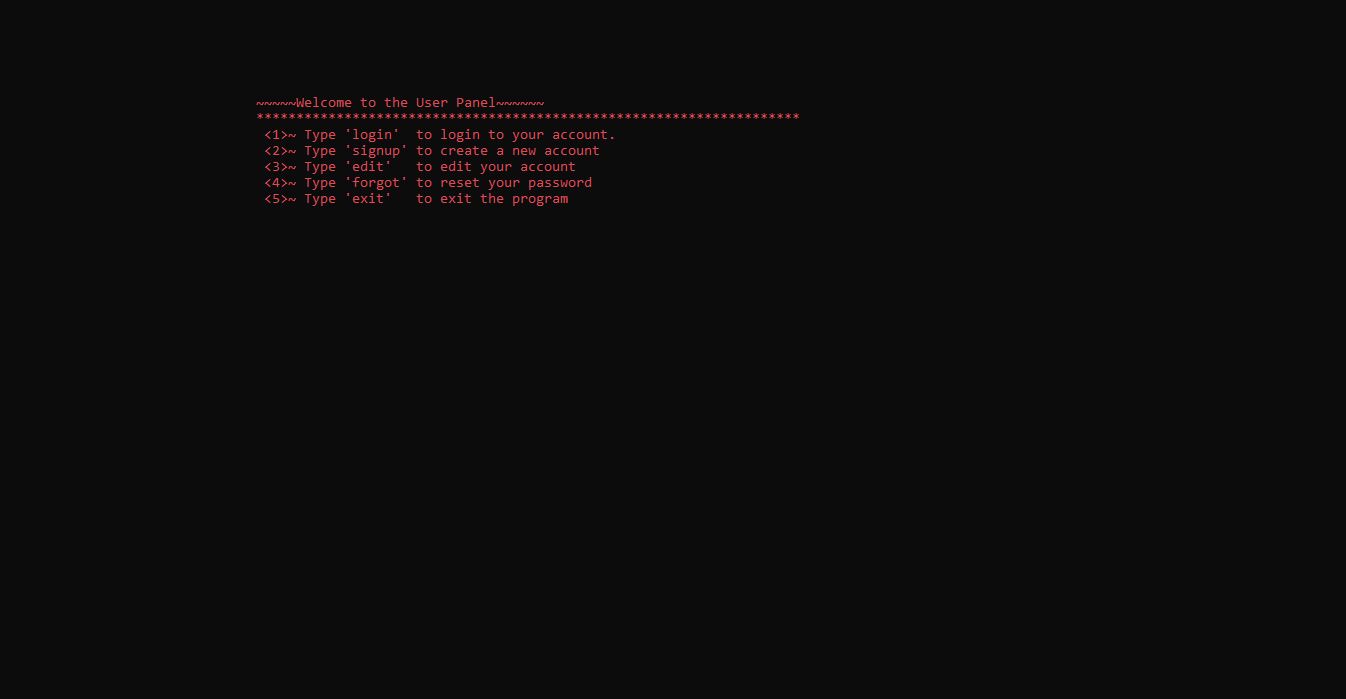 ~~~~~Welcome to the User Panel~~~~~~
********************************************************************
<1>~ Type 'login'  to login to your account.
<2>~ Type 'signup' to create a new account
<3>~ Type 'edit'   to edit your account
<4>~ Type 'forgot' to reset your password
<5>~ Type 'exit'   to exit the program